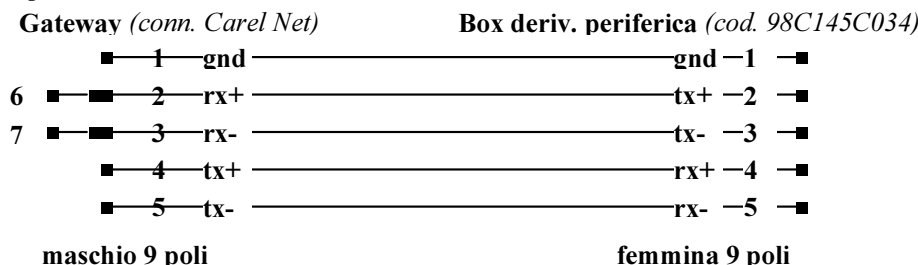 Gateway (conn. Carel Net) Box deriv. periferica (cod. 98C145C034)
1 gnd gnd 1
6 2 rx+ tx+ 2
7 3 rx- tx- 3
4 tx+ rx+ 4
5 tx- rx- 5
maschio 9 poli femmina 9 poli